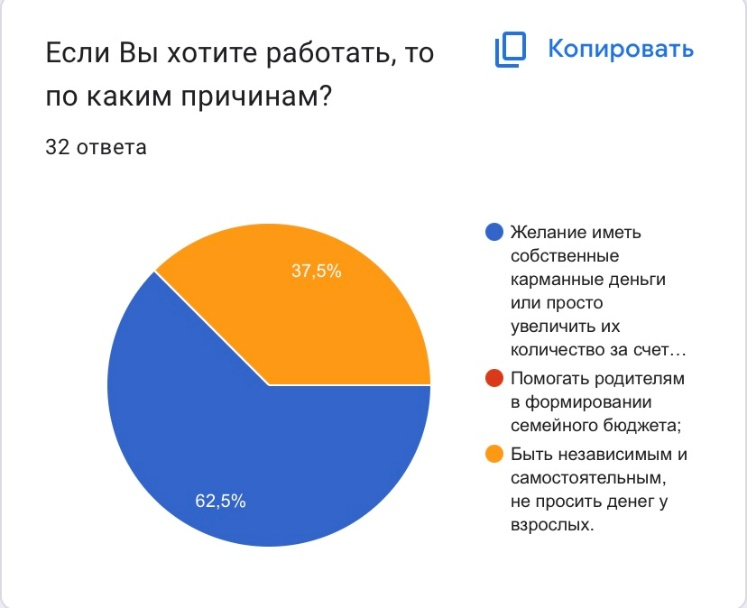 Если Вы хотите работать, то
по каким причинам?
Копировать
32 ответа
37,5%
62,5%
Желание иметь
собственные
карманные деньги
или просто
увеличить их
количество за счет…
Помогать родителям
в формировании
семейного бюджета;
Быть независимым и
самостоятельным,
не просить денег у
взрослых.